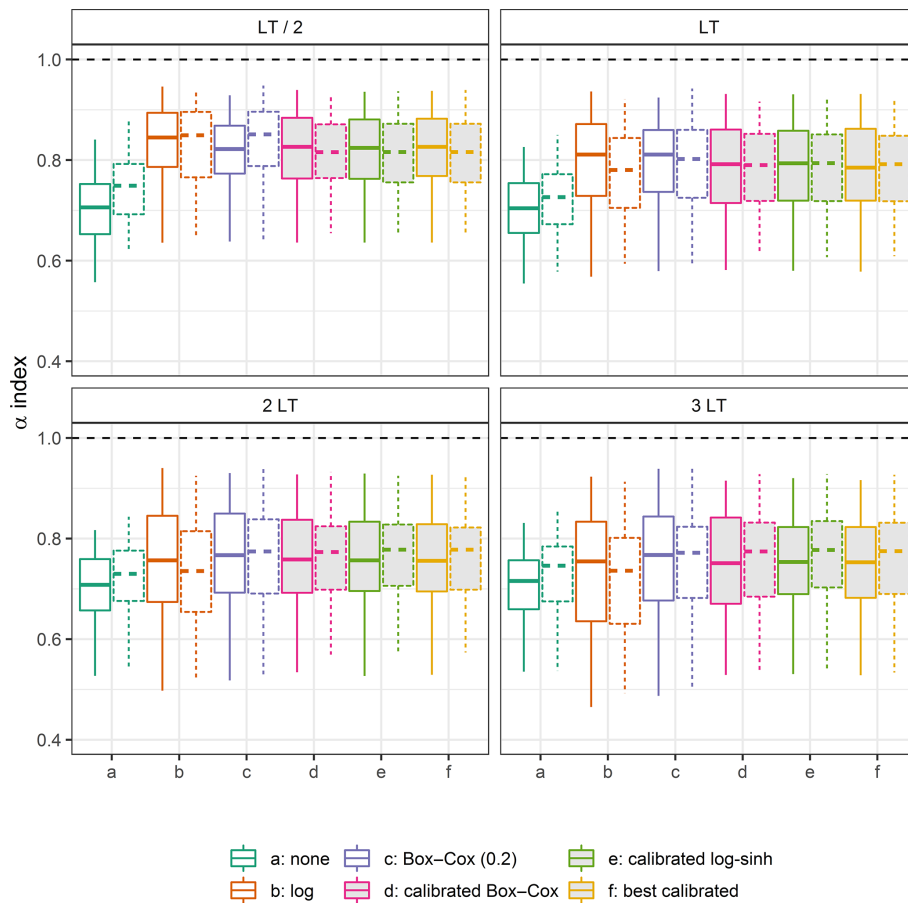 LT / 2
LT
1.0
0.8
0.6
0.4
α index
2 LT
3 LT
1.0
0.8
0.6
0.4
a b c d e f
a b c d e f
a: none
c: Box–Cox (0.2)
e: calibrated log-sinh
b: log
d: calibrated Box–Cox
f: best calibrated